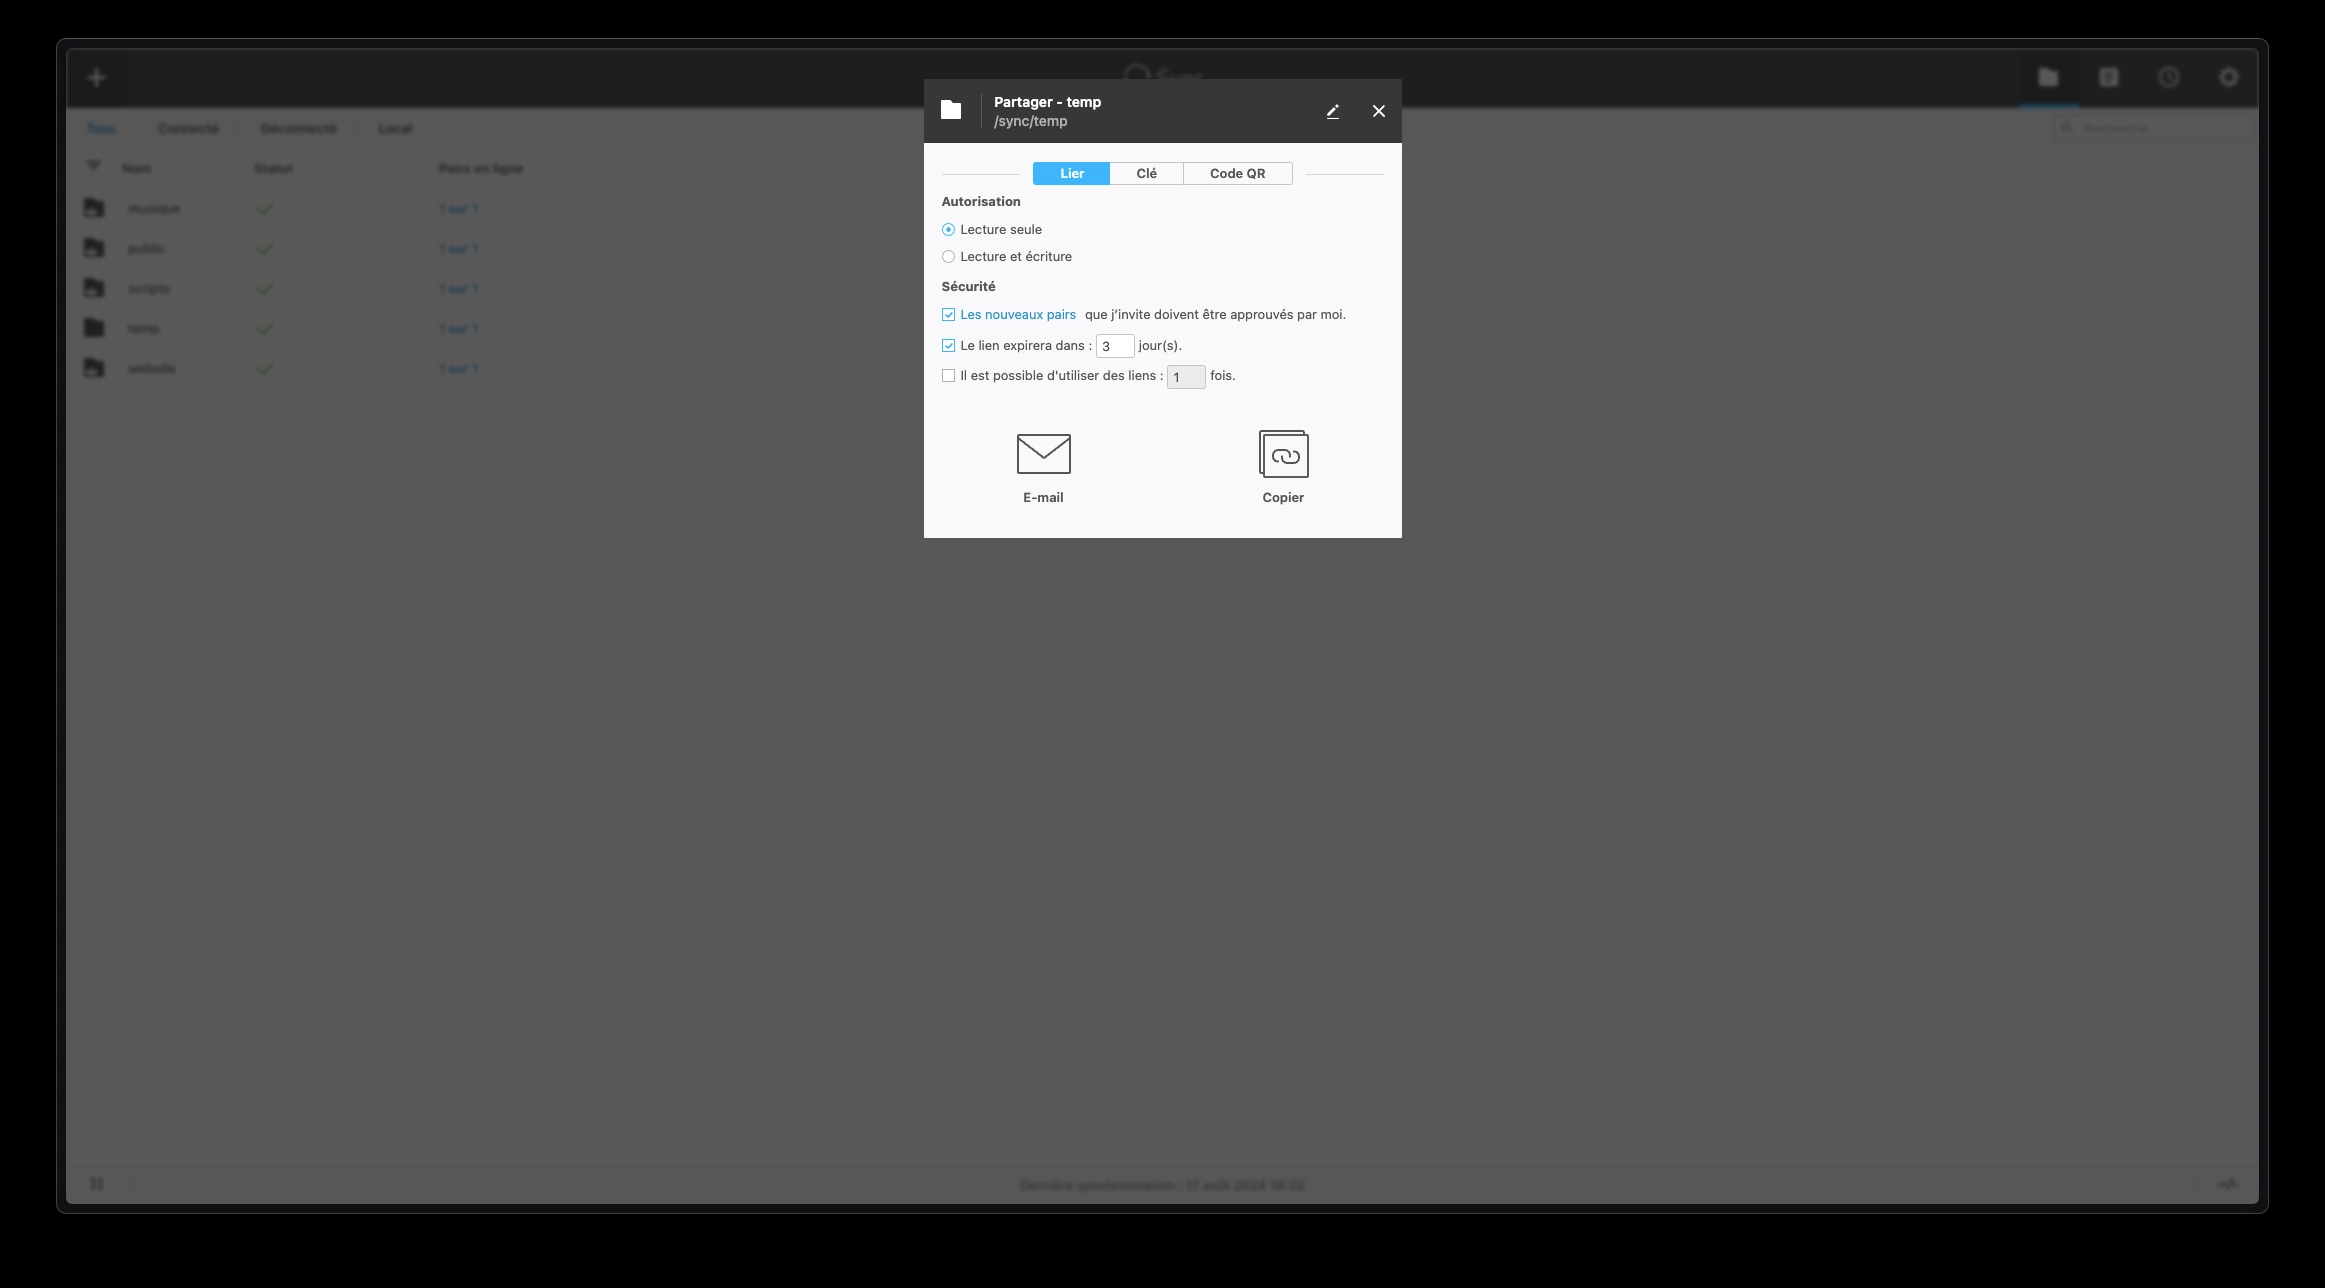 Sync
Partager - temp
/sync/temp
Tous
Connecté
Déconnecté
Local
Recherche...
Lier
Clé
Code QR
Nom
Statut
Pairs en ligne
Autorisation
musique
1 sur 1
Lecture seule
public
1 sur 1
Lecture et écriture
scripts
1 sur 1
Sécurité
temp
1 sur 1
Les nouveaux pairs que j'invite doivent être approuvés par moi.
website
1 sur 1
Le lien expirera dans : 3 jour(s).
Il est possible d'utiliser des liens : 1 fois.
E-mail
Copier
Dernière synchronisation : 17 août 2024 18:32